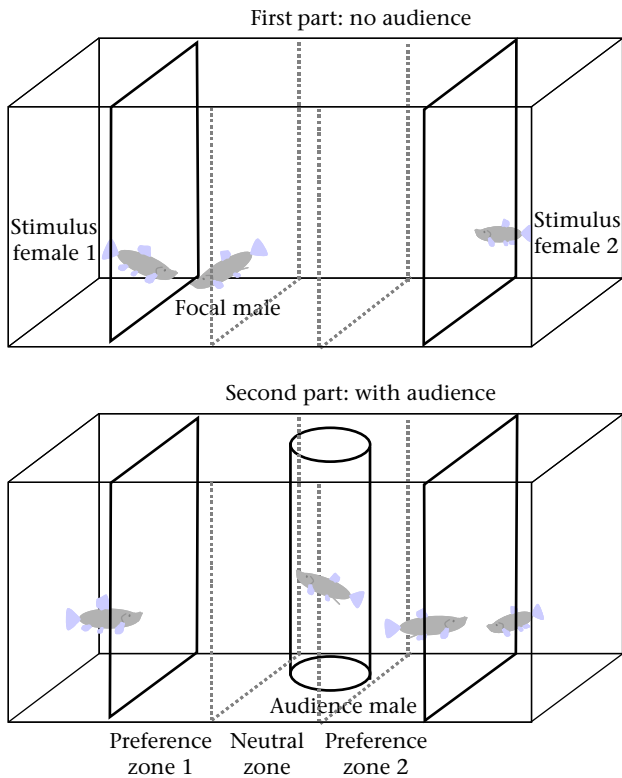 First part: no audience
Stimulus
female 1
Stimulus
female 2
Focal male
Second part: with audience
Audience male
Preference
zone 1
Neutral
zone
Preference
zone 2